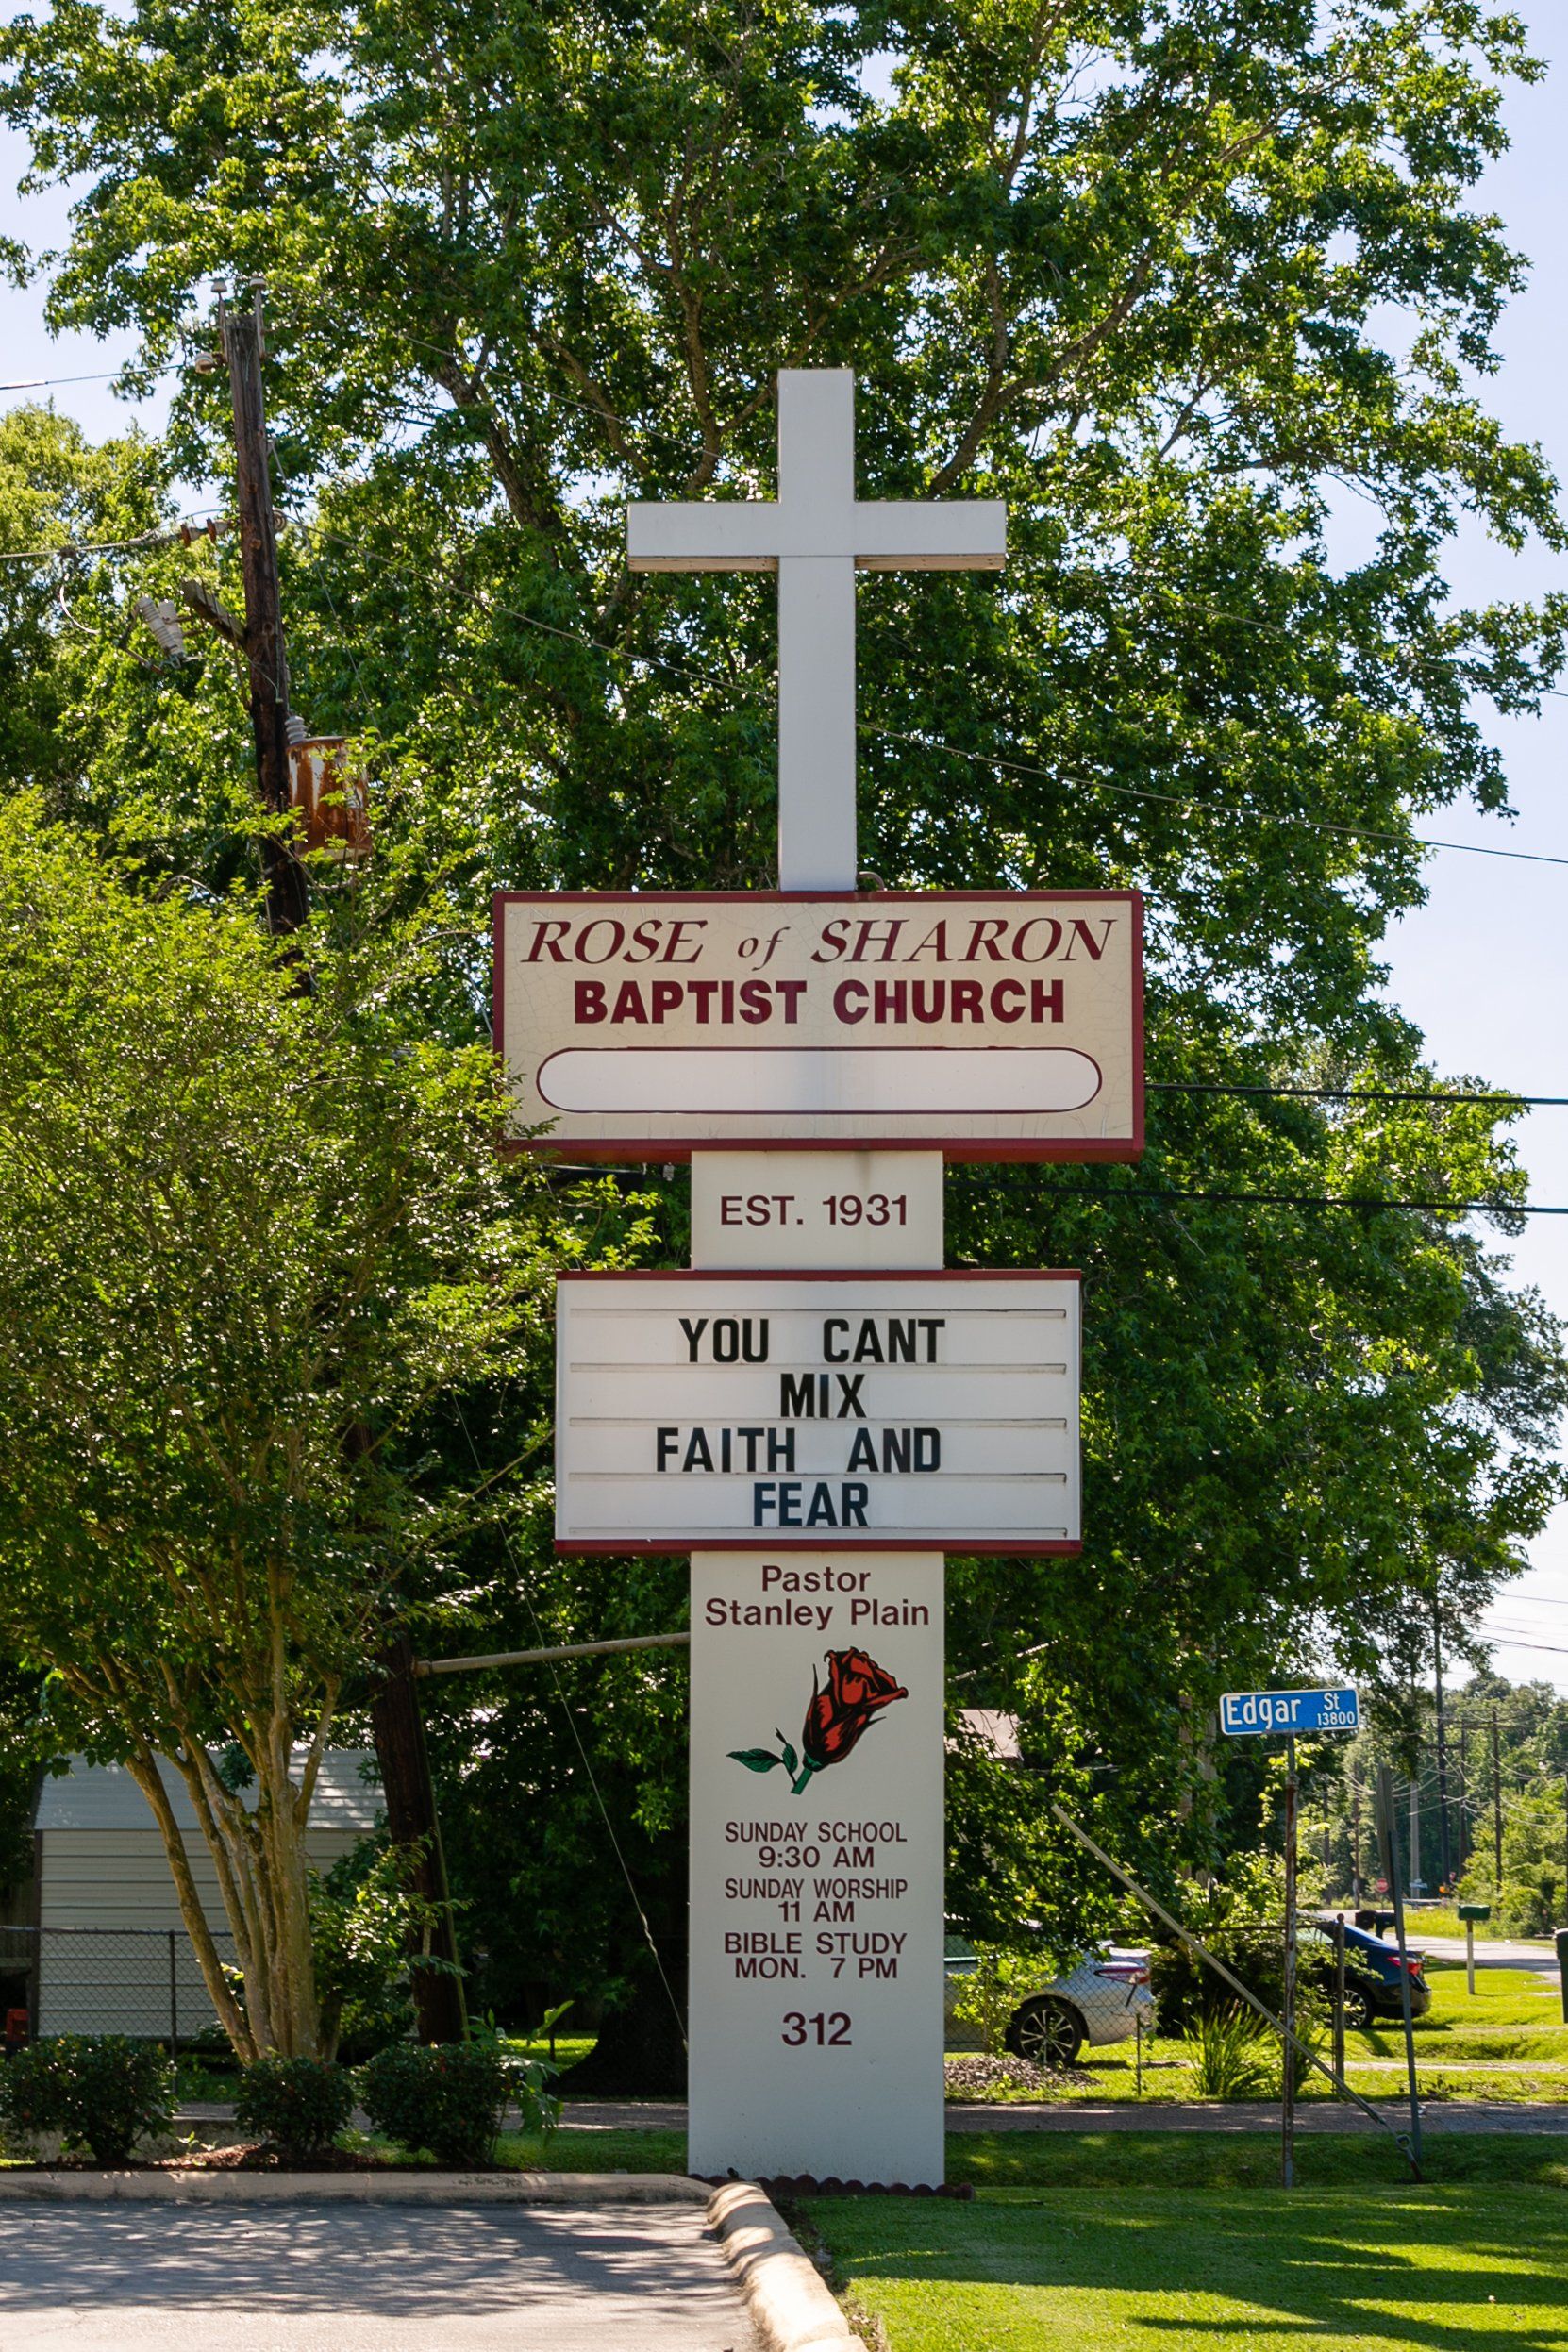 ROSE of SHARON
BAPTIST CHURCH
EST. 1931
YOU CANT
MIX
FAITH AND
FEAR
Pastor
Stanley Plain
Edgar St
13800
SUNDAY SCHOOL
9:30 AM
SUNDAY WORSHIP
11 AM
BIBLE STUDY
MON. 7 PM
312